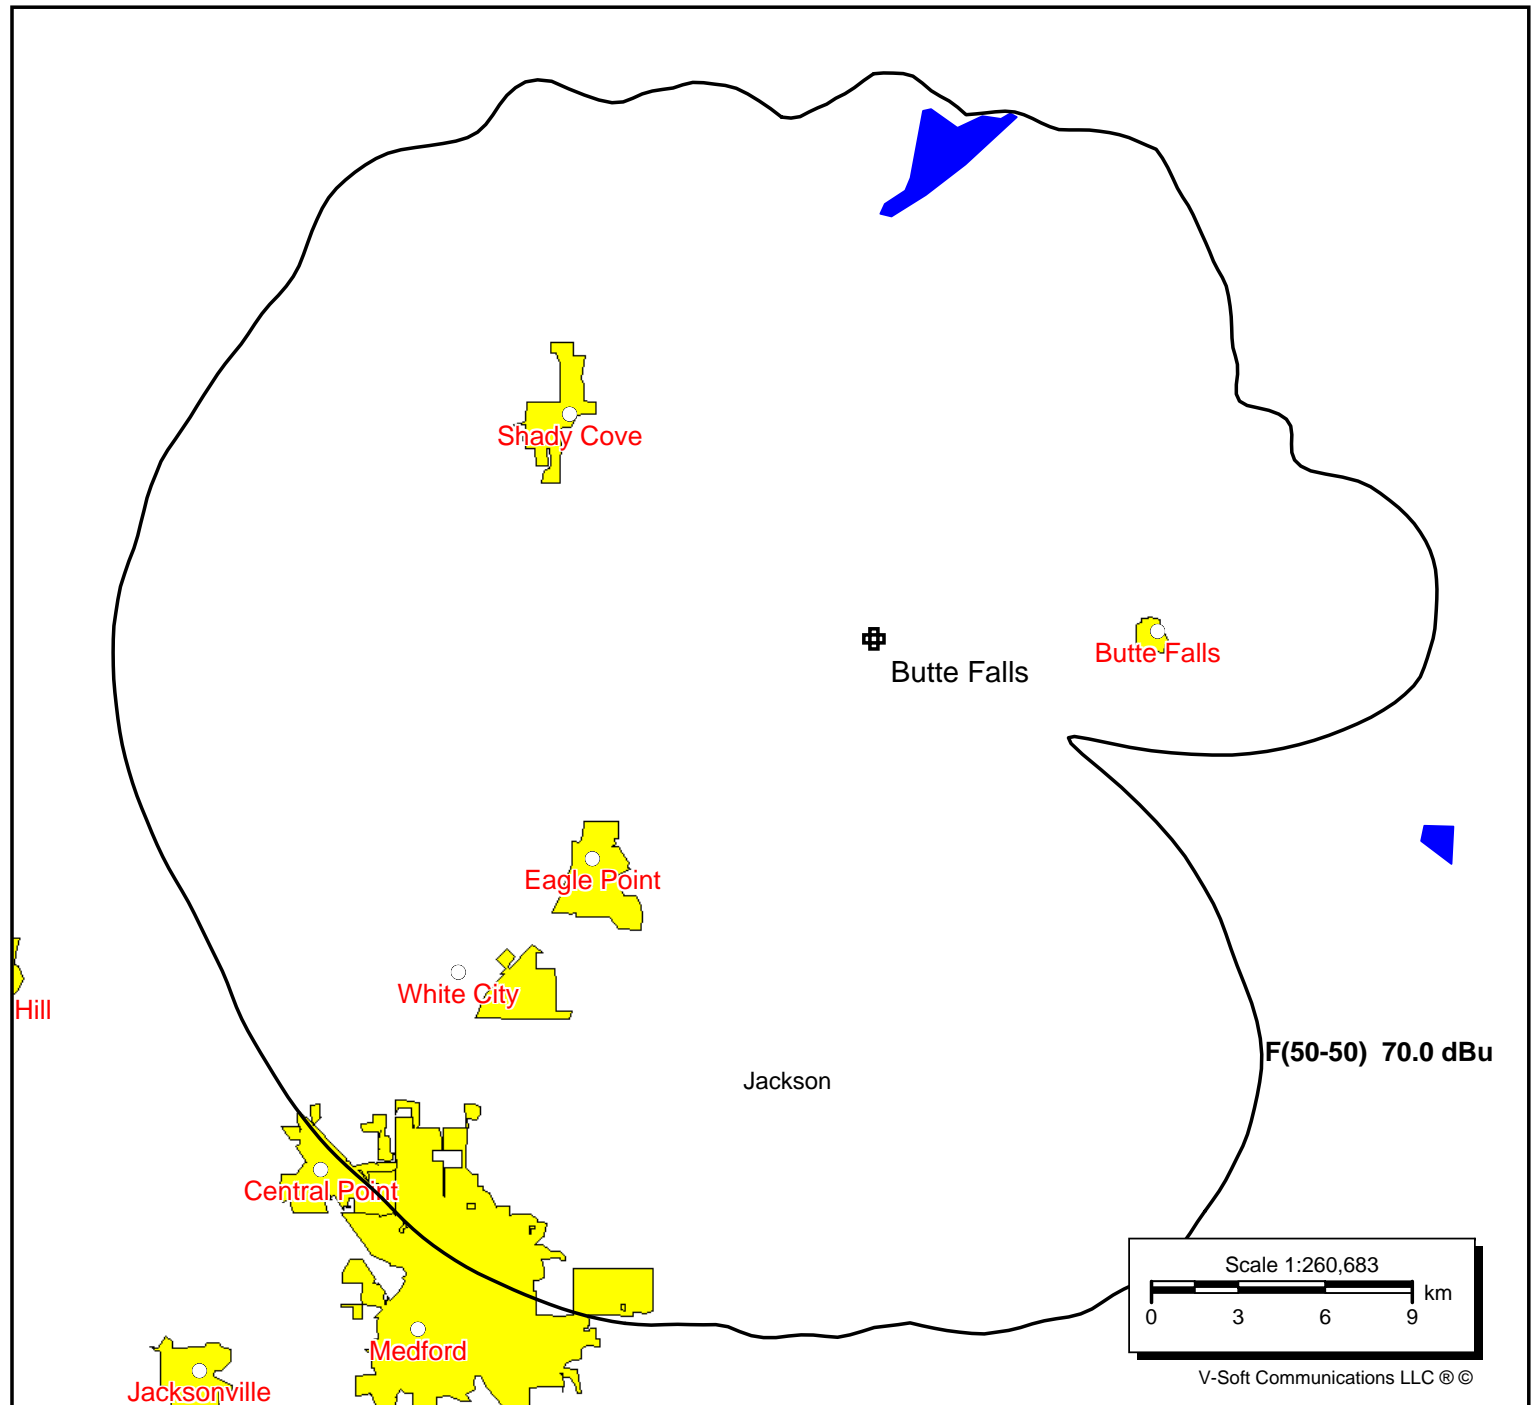 Shady Cove
Butte Falls
Butte Falls
Eagle Point
White City
Hill
F(50-50)  70.0 dBu
Jackson
Central Point
Scale 1:260,683
km
0 3 6 9
Medford
V-Soft Communications LLC ® ©
Jacksonville